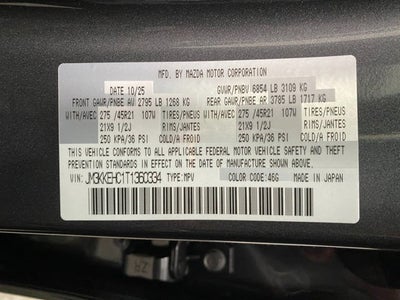 MFD. BY MAZDA MOTOR CORPORATION
DATE 10/25 GVWR/PNBV 6854 LB 3109 KG
FRONT GAWR/PNBE AV 2795 LB 1268 KG REAR GAWR/PNBE AR 3785 LB 1717 KG
WITH/AVEC 275 /45R21 107W TIRES/PNEUS WITH/AVEC 275 /45R21 107W TIRES/PNEUS
21X9 1/2J RIMS/JANTES 21X9 1/2J RIMS/JANTES
250 KPA/36 PSI COLD/A FROID 250 KPA/36 PSI COLD/A FROID
THIS VEHICLE CONFORMS TO ALL APPLICABLE FEDERAL MOTOR VEHICLE SAFETY AND THEFT
PREVENTION STANDARDS IN EFFECT ON THE DATE OF MANUFACTURE SHOWN ABOVE.
VIN: JM3KKEHC1T1360334 TYPE:MPV COLOR CODE:46G MADE IN JAPAN